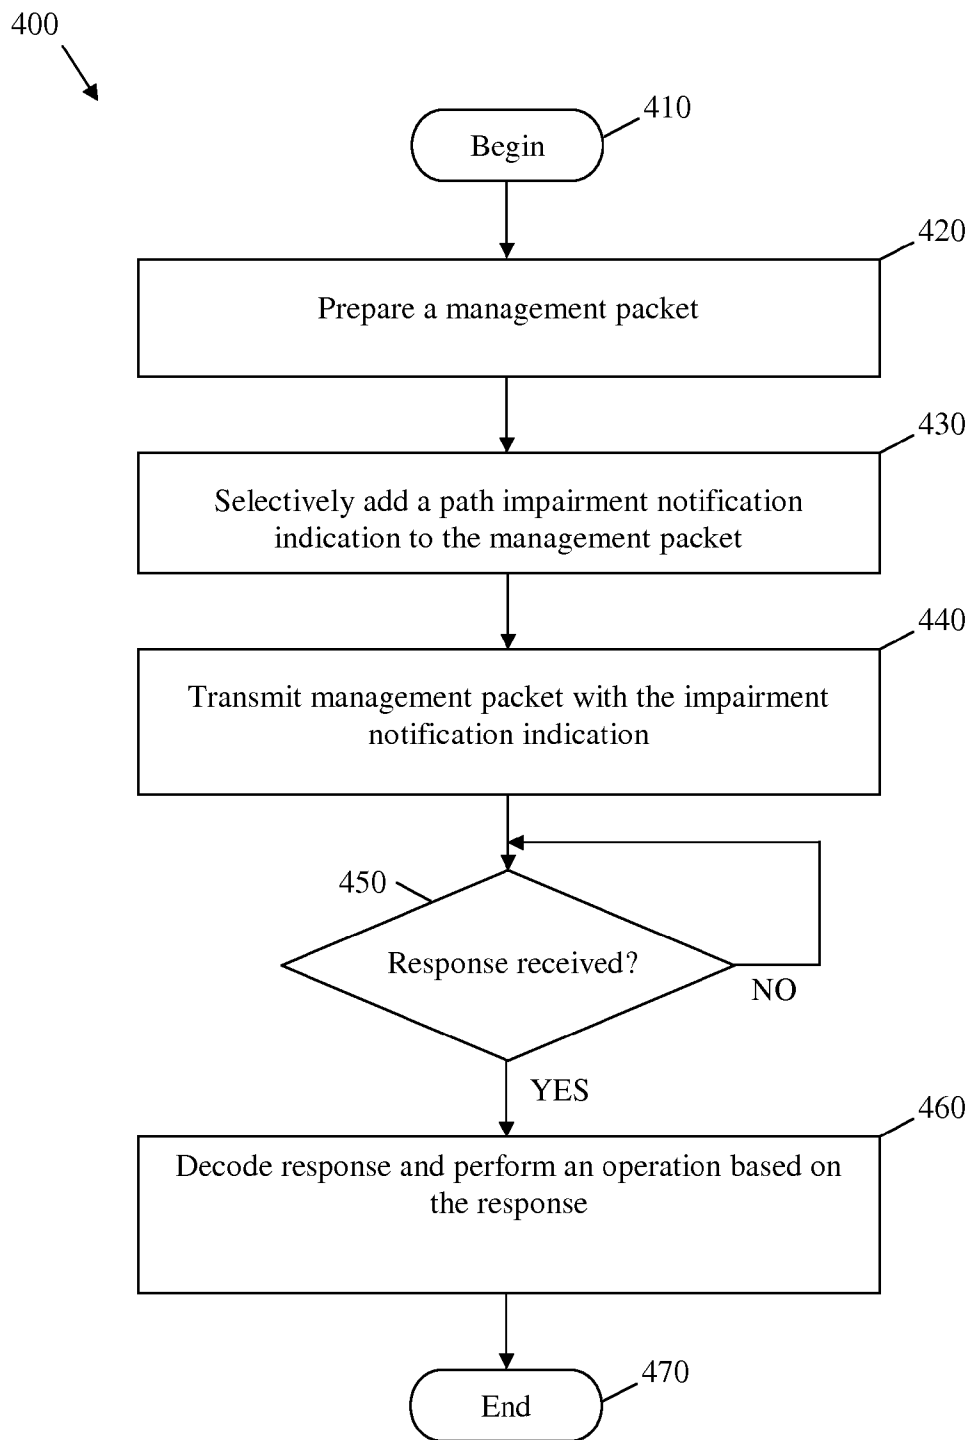 400
410
Begin
420
Prepare a management packet
430
Selectively add a path impairment notification
indication to the management packet
440
Transmit management packet with the impairment
notification indication
450
Response received?
NO
YES
460
Decode response and perform an operation based on
the response
470
End